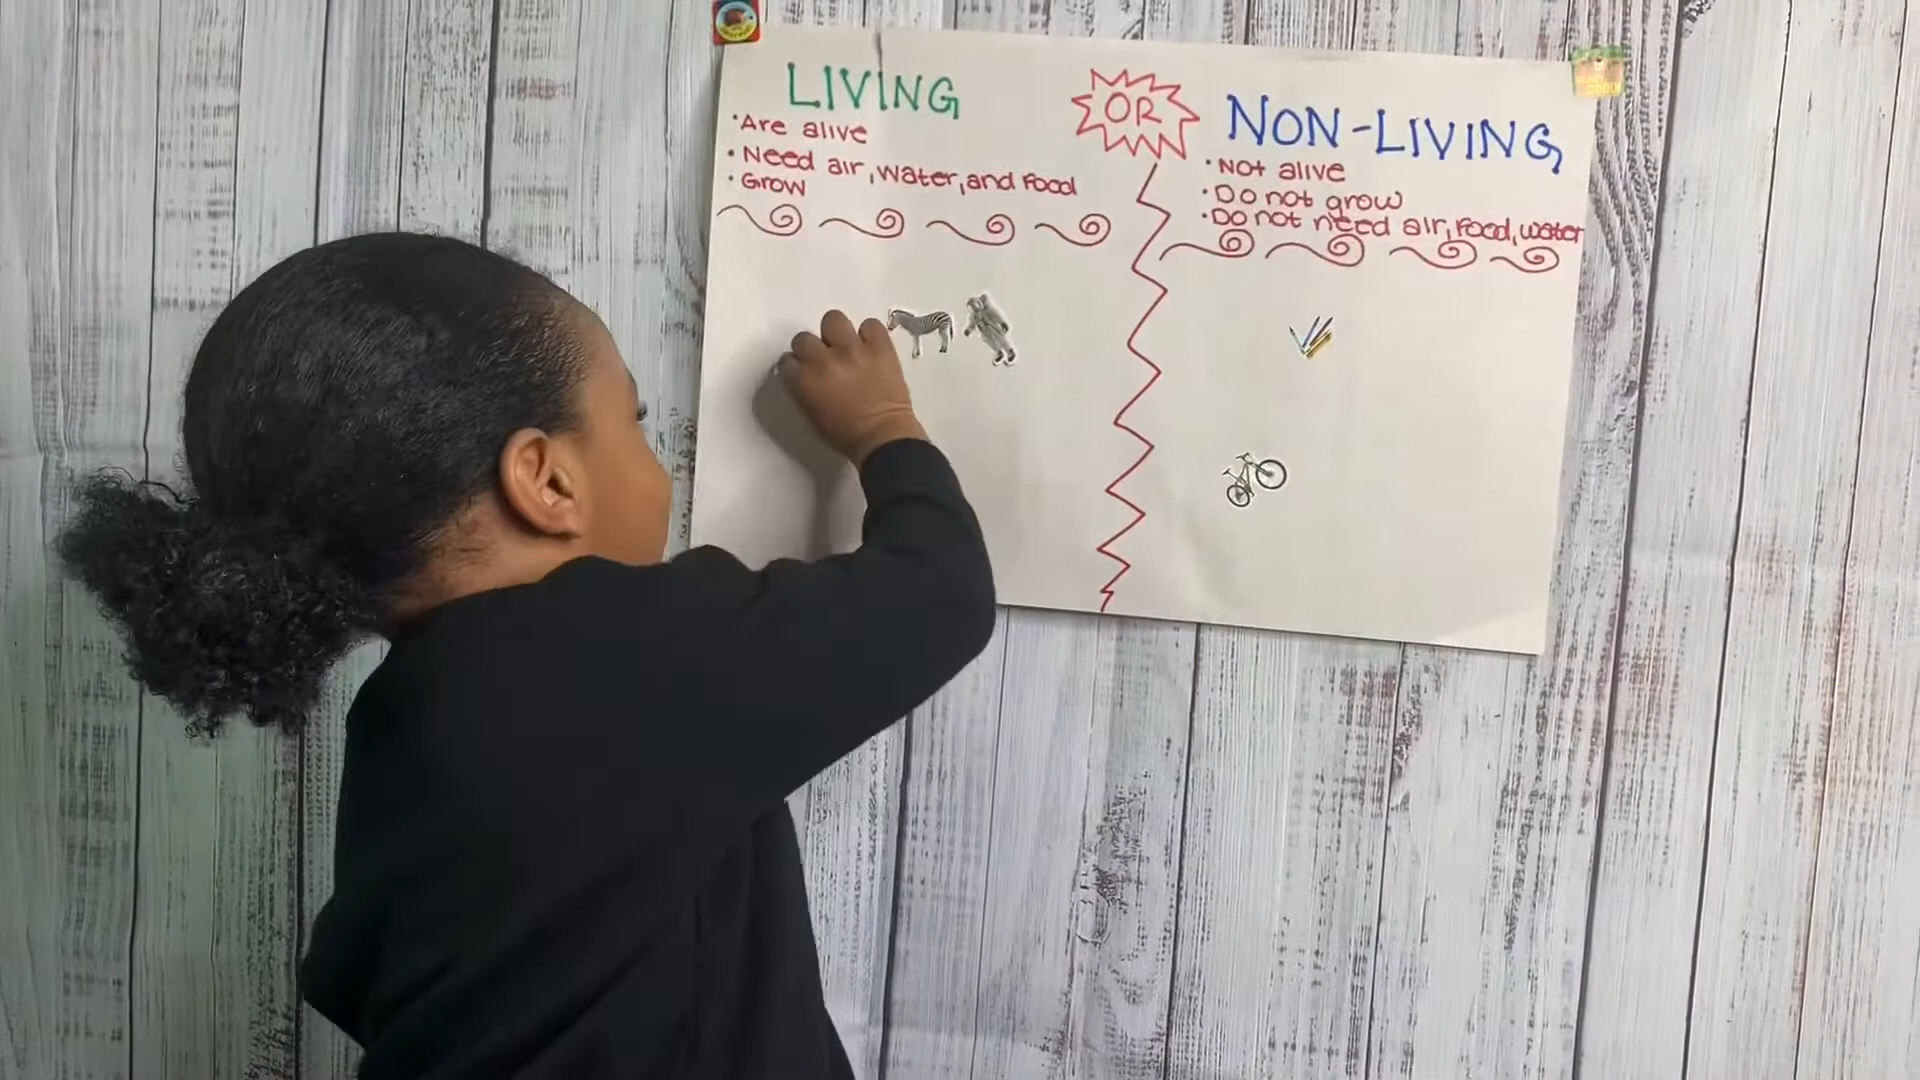 LIVING
• Are alive
• Need air, water, and food
• Grow
OR
NON-LIVING
• Not alive
• Do not grow
• Do not need air, food, water